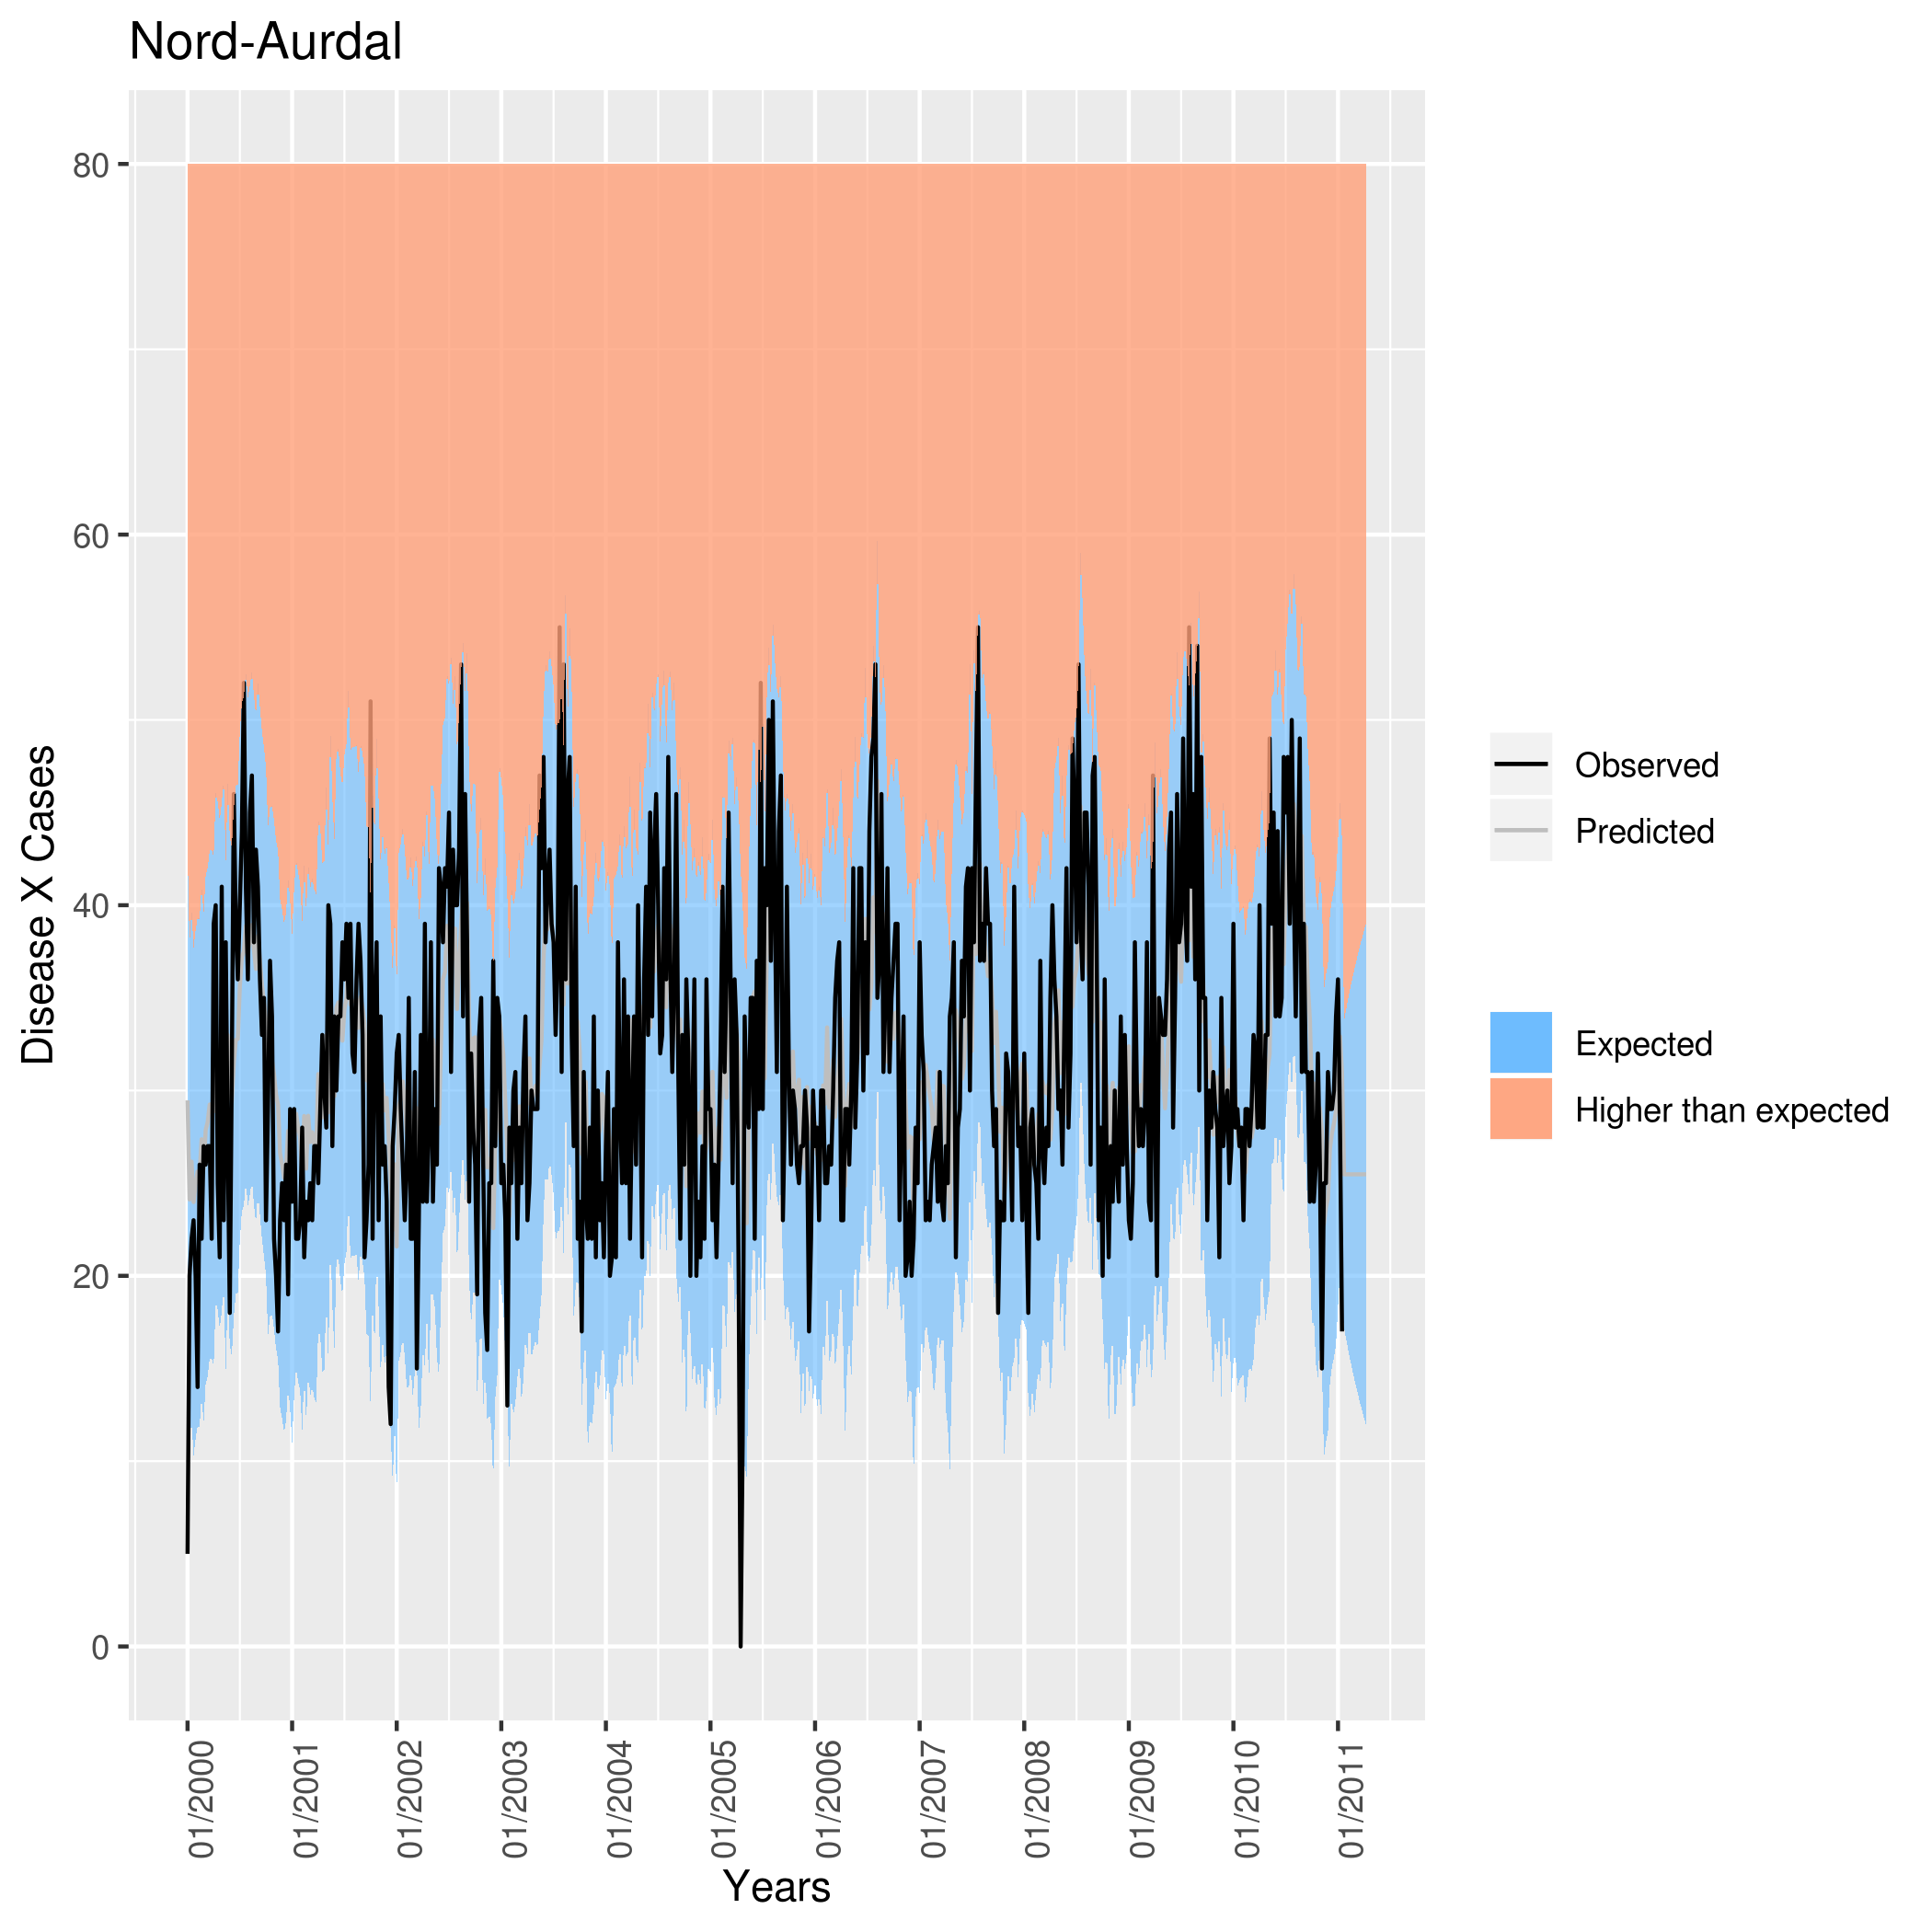 Nord-Aurdal
Disease X Cases
80
60
40
20
0
01/2000
01/2001
01/2002
01/2003
01/2004
01/2005
01/2006
01/2007
01/2008
01/2009
01/2010
01/2011
Years
Observed
Predicted
Expected
Higher than expected